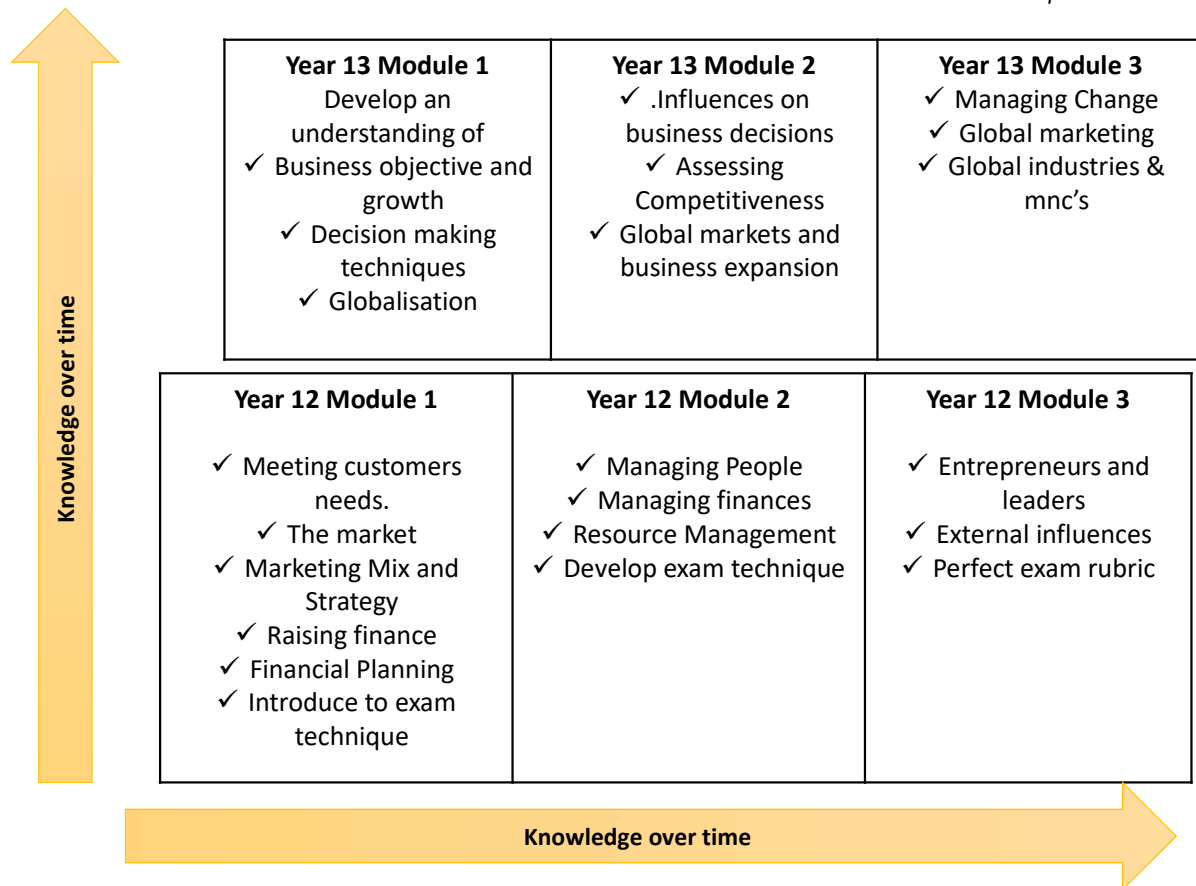 Year 13 Module 1
Develop an
understanding of
✓ Business objective and
growth
✓ Decision making
techniques
✓ Globalisation
Year 13 Module 2
✓ .Influences on
business decisions
✓ Assessing
Competitiveness
✓ Global markets and
business expansion
Year 13 Module 3
✓ Managing Change
✓ Global marketing
✓ Global industries &
mnc’s
Knowledge over time
Year 12 Module 1
✓ Meeting customers
needs.
✓ The market
✓ Marketing Mix and
Strategy
✓ Raising finance
✓ Financial Planning
✓ Introduce to exam
technique
Year 12 Module 2
✓ Managing People
✓ Managing finances
✓ Resource Management
✓ Develop exam technique
Year 12 Module 3
✓ Entrepreneurs and
leaders
✓ External influences
✓ Perfect exam rubric
Knowledge over time